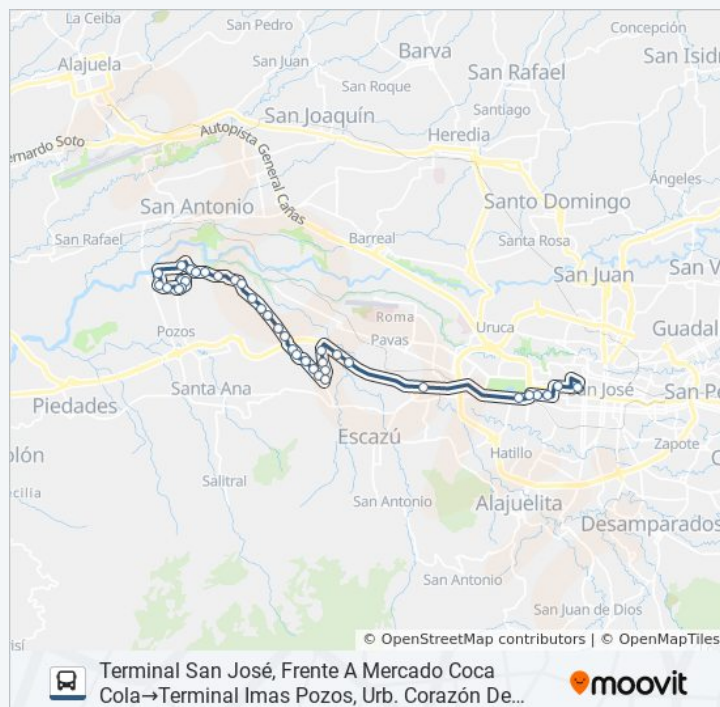 La Ceiba
San Pedro
Concepción
Alajuela
Barva
San Isid
San Juan
San Rafael
San Roque
San Joaquín
Santiago
Autopista General Cañas
Heredia
ernardo Soto
Ángeles
San Antonio
Santo Domingo
San Rafael
Barreal
Santa Rosa
San Juan
San V
Roma
Pozos
Uruca
Guadal
Pavas
Santa Ana
San José
San Po
Piedades
Escazú
Zapote
olón
Hatillo
Salitral
San Antonio
Alajuelita
Desamparados
San Antonio
San Juan de Dios
© OpenStreetMap contributors | © OpenMapTiles
Terminal San José, Frente A Mercado Coca
Cola→Terminal Imas Pozos, Urb. Corazón De…
moovit